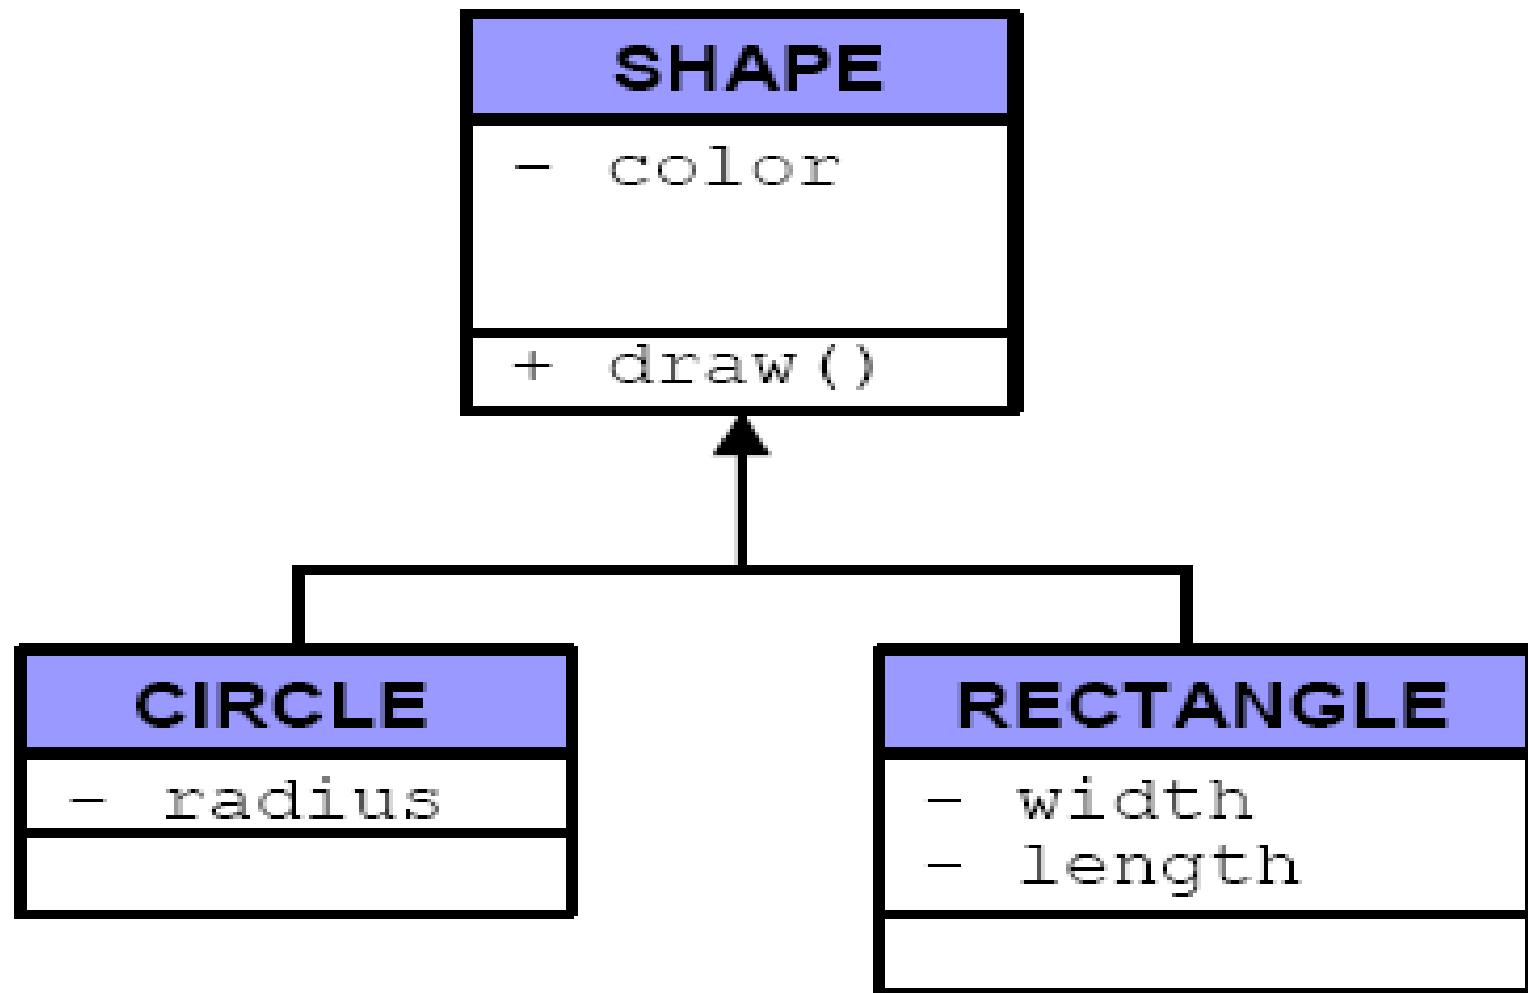 SHAPE
- color
+ draw()
CIRCLE
- radius
RECTANGLE
- width
- length